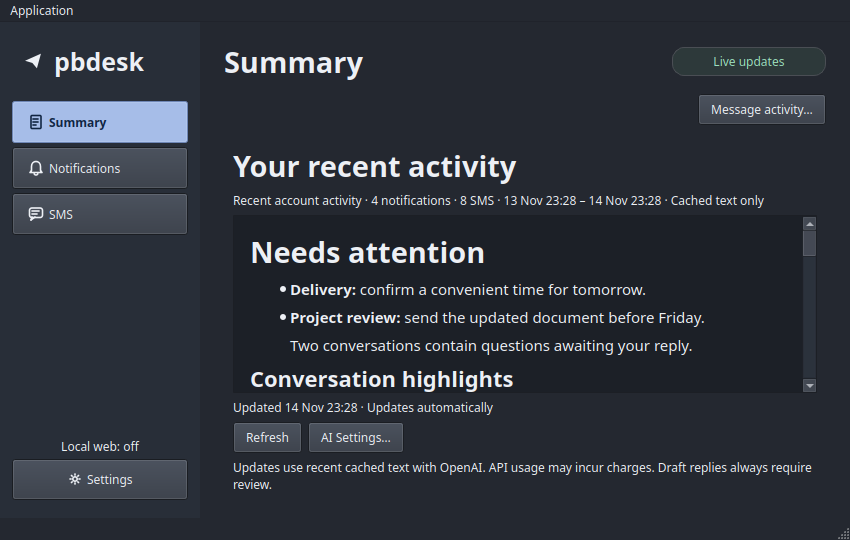 Application
pbdesk
Summary
Notifications
SMS
Local web: off
Settings
Summary
Live updates
Message activity...
Your recent activity
Recent account activity · 4 notifications · 8 SMS · 13 Nov 23:28 – 14 Nov 23:28 · Cached text only
Needs attention
• Delivery: confirm a convenient time for tomorrow.
• Project review: send the updated document before Friday.
Two conversations contain questions awaiting your reply.
Conversation highlights
Updated 14 Nov 23:28 · Updates automatically
Refresh
AI Settings...
Updates use recent cached text with OpenAI. API usage may incur charges. Draft replies always require
review.